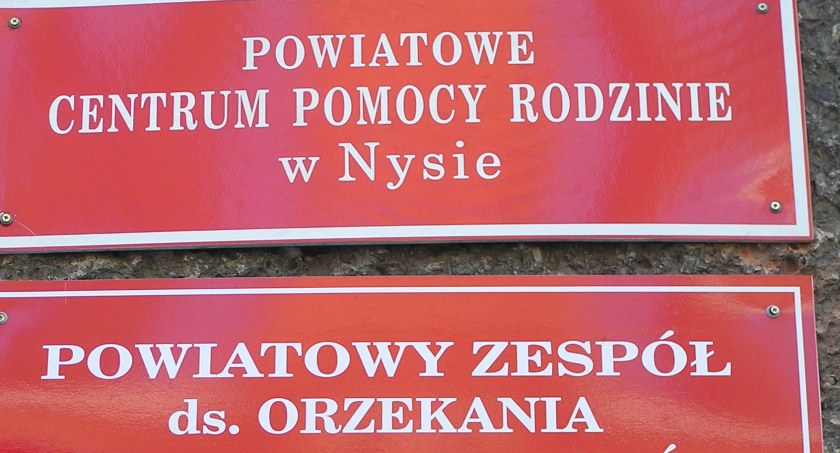 POWIATOWE
CENTRUM POMOCY RODZINIE
w Nysie
POWIATOWY ZESPÓŁ
ds. ORZEKANIA